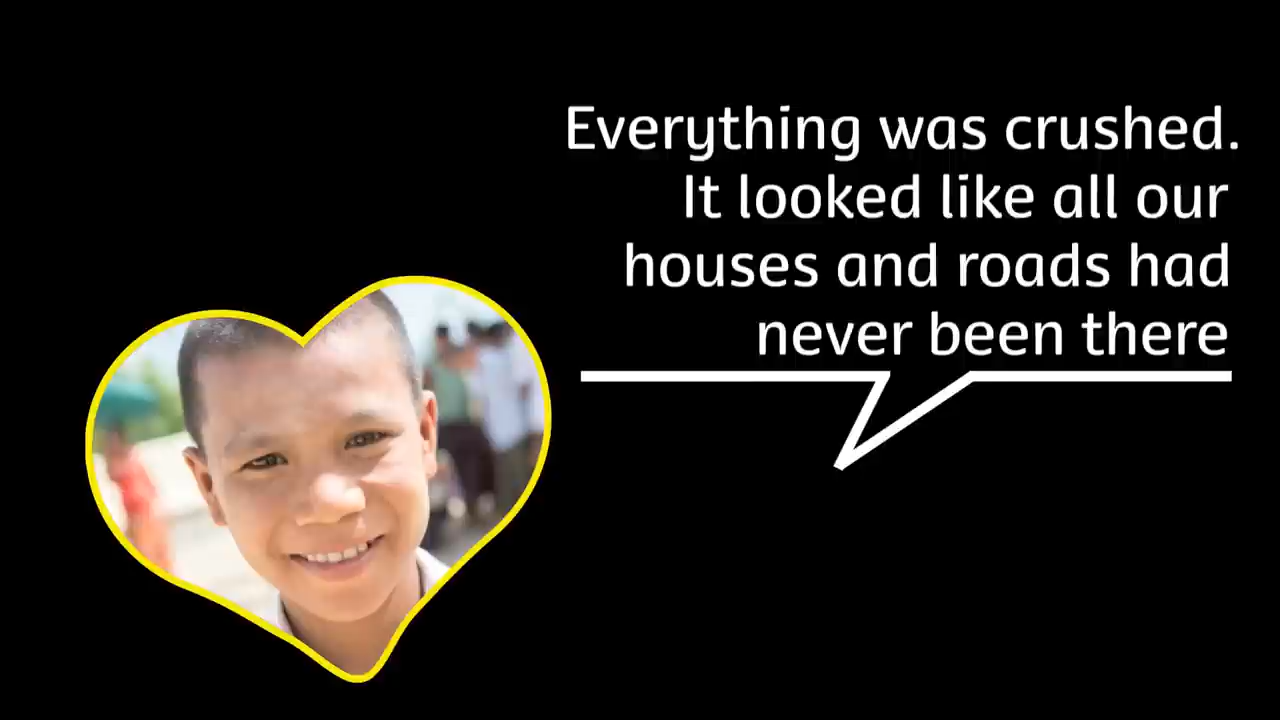 Everything was crushed.
It looked like all our
houses and roads had
never been there